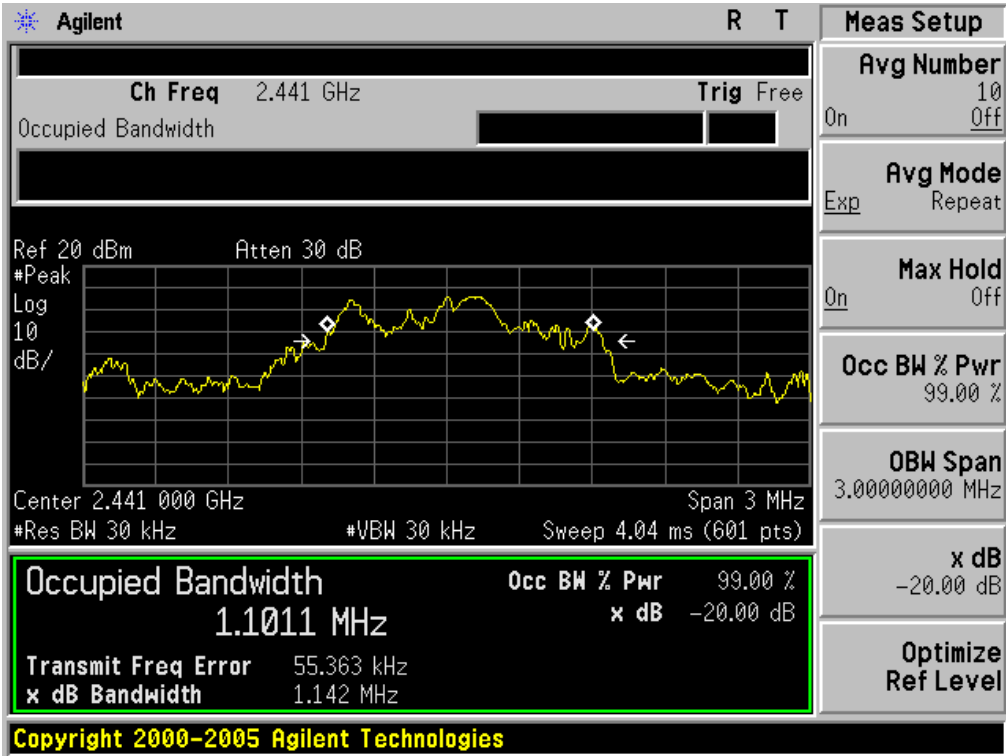 Agilent R T
Ch Freq 2.441 GHz Trig Free
Occupied Bandwidth
Ref 20 dBm Atten 30 dB
#Peak
Log
10
dB/
Center 2.441 000 GHz Span 3 MHz
#Res BW 30 kHz #VBW 30 kHz Sweep 4.04 ms (601 pts)
Occupied Bandwidth
1.1011 MHz
Occ BW % Pwr 99.00 %
x dB -20.00 dB
Transmit Freq Error 55.363 kHz
x dB Bandwidth 1.142 MHz
Copyright 2000-2005 Agilent Technologies
Meas Setup
Avg Number
10
On Off
Avg Mode
Exp Repeat
Max Hold
On Off
Occ BW % Pwr
99.00 %
OBW Span
3.00000000 MHz
x dB
-20.00 dB
Optimize
Ref Level